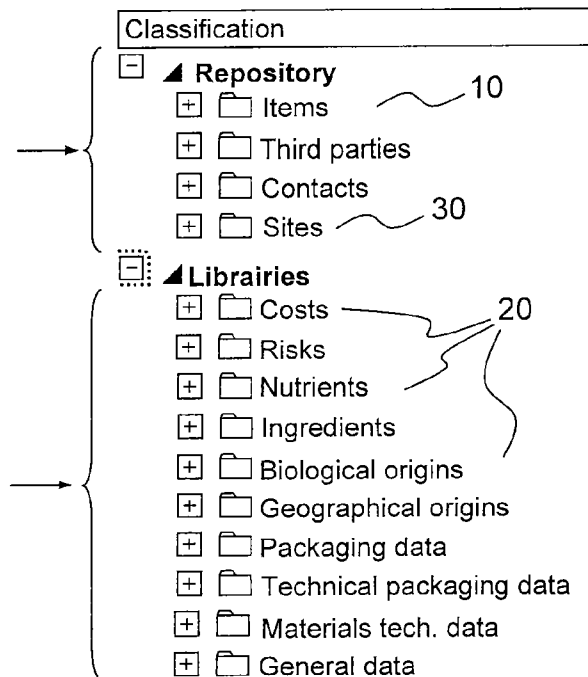 Classification
Repository
Items 10
Third parties
Contacts
Sites 30
Librairies
Costs 20
Risks
Nutrients
Ingredients
Biological origins
Geographical origins
Packaging data
Technical packaging data
Materials tech. data
General data